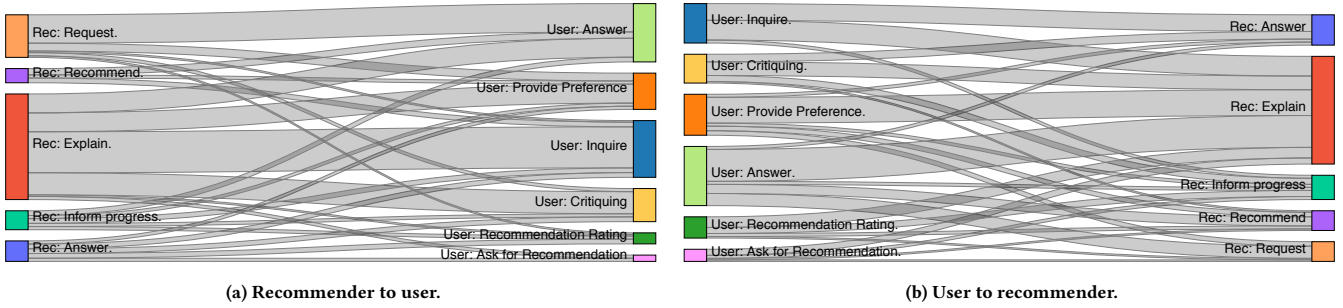 Rec: Request.
Rec: Recommend.
Rec: Explain.
Rec: Inform progress.
Rec: Answer.
User: Answer
User: Provide Preference
User: Inquire
User: Critiquing
User: Recommendation Rating
User: Ask for Recommendation
(a) Recommender to user.
User: Inquire.
User: Critiquing.
User: Provide Preference.
User: Answer.
User: Recommendation Rating.
User: Ask for Recommendation.
Rec: Answer
Rec: Explain
Rec: Inform progress
Rec: Recommend
Rec: Request
(b) User to recommender.